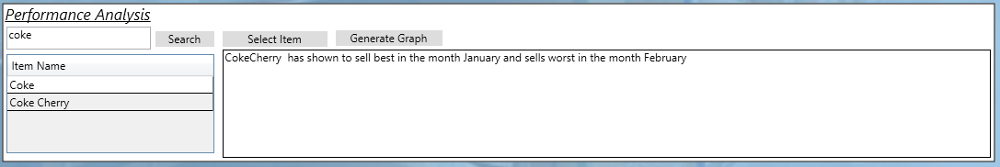 Performance Analysis
coke
Search
Select Item
Generate Graph
Item Name
Coke
Coke Cherry
CokeCherry  has shown to sell best in the month January and sells worst in the month February